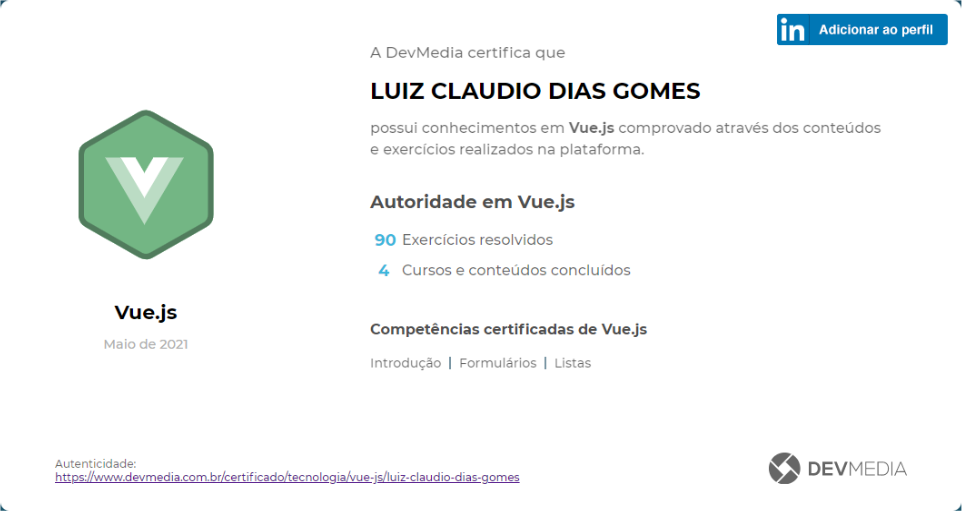 in Adicionar ao perfil
A DevMedia certifica que
LUIZ CLAUDIO DIAS GOMES
possui conhecimentos em Vue.js comprovado através dos conteúdos
e exercícios realizados na plataforma.
Autoridade em Vue.js
90 Exercícios resolvidos
4 Cursos e conteúdos concluídos
Vue.js
Maio de 2021
Competências certificadas de Vue.js
Introdução | Formulários | Listas
Autenticidade:
https://www.devmedia.com.br/certificado/tecnologia/vue-js/luiz-claudio-dias-gomes
DEVMEDIA